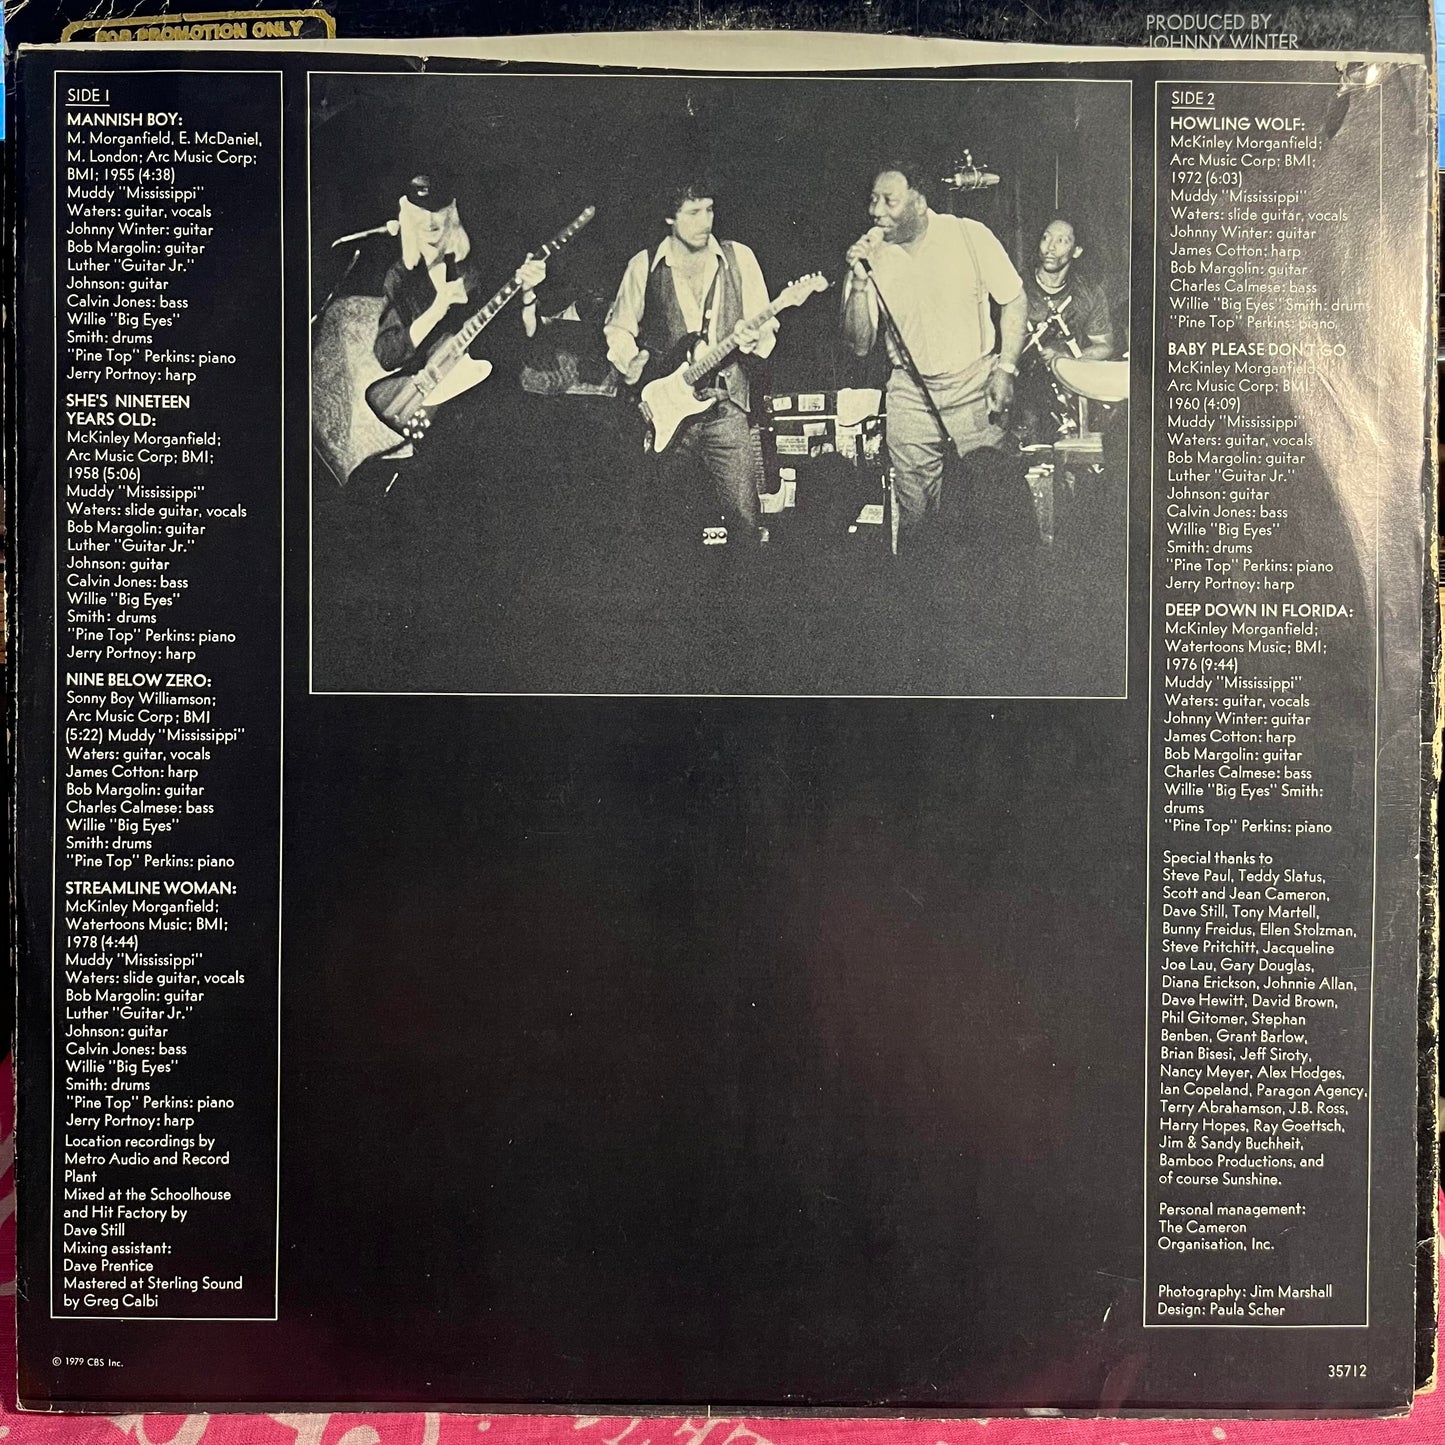 FOR PROMOTION ONLY
PRODUCED BY
JOHNNY WINTER
SIDE 1
MANNISH BOY:
M. Morganfield, E. McDaniel,
M. London; Arc Music Corp;
BMI; 1955 (4:38)
Muddy "Mississippi"
Waters: guitar, vocals
Johnny Winter: guitar
Bob Margolin: guitar
Luther "Guitar Jr."
Johnson: guitar
Calvin Jones: bass
Willie "Big Eyes"
Smith: drums
"Pine Top" Perkins: piano
Jerry Portnoy: harp
SHE'S NINETEEN
YEARS OLD:
McKinley Morganfield;
Arc Music Corp; BMI;
1958 (5:06)
Muddy "Mississippi"
Waters: slide guitar, vocals
Bob Margolin: guitar
Luther "Guitar Jr."
Johnson: guitar
Calvin Jones: bass
Willie "Big Eyes"
Smith: drums
"Pine Top" Perkins: piano
Jerry Portnoy: harp
NINE BELOW ZERO:
Sonny Boy Williamson;
Arc Music Corp; BMI
(5:22) Muddy "Mississippi"
Waters: guitar, vocals
James Cotton: harp
Bob Margolin: guitar
Charles Calmese: bass
Willie "Big Eyes"
Smith: drums
"Pine Top" Perkins: piano
STREAMLINE WOMAN:
McKinley Morganfield;
Watertoons Music; BMI;
1978 (4:44)
Muddy "Mississippi"
Waters: slide guitar, vocals
Bob Margolin: guitar
Luther "Guitar Jr."
Johnson: guitar
Calvin Jones: bass
Willie "Big Eyes"
Smith: drums
"Pine Top" Perkins: piano
Jerry Portnoy: harp
Location recordings by
Metro Audio and Record
Plant
Mixed at the Schoolhouse
and Hit Factory by
Dave Still
Mixing assistant:
Dave Prentice
Mastered at Sterling Sound
by Greg Calbi
© 1979 CBS Inc.
SIDE 2
HOWLING WOLF:
McKinley Morganfield;
Arc Music Corp; BMI;
1972 (6:03)
Muddy "Mississippi"
Waters: slide guitar, vocals
Johnny Winter: guitar
James Cotton: harp
Bob Margolin: guitar
Charles Calmese: bass
Willie "Big Eyes" Smith: drums
"Pine Top" Perkins: piano
BABY PLEASE DON'T GO
McKinley Morganfield;
Arc Music Corp; BMI;
1960 (4:09)
Muddy "Mississippi"
Waters: guitar, vocals
Bob Margolin: guitar
Luther "Guitar Jr."
Johnson: guitar
Calvin Jones: bass
Willie "Big Eyes"
Smith: drums
"Pine Top" Perkins: piano
Jerry Portnoy: harp
DEEP DOWN IN FLORIDA:
McKinley Morganfield;
Watertoons Music; BMI;
1976 (9:44)
Muddy "Mississippi"
Waters: guitar, vocals
Johnny Winter: guitar
James Cotton: harp
Bob Margolin: guitar
Charles Calmese: bass
Willie "Big Eyes" Smith:
drums
"Pine Top" Perkins: piano
Special thanks to
Steve Paul, Teddy Slatus,
Scott and Jean Cameron,
Dave Still, Tony Martell,
Bunny Freidus, Ellen Stolzman,
Steve Pritchitt, Jacqueline
Joe Lau, Gary Douglas,
Diana Erickson, Johnnie Allan,
Dave Hewitt, David Brown,
Phil Gitomer, Stephan
Benben, Grant Barlow,
Brian Bisesi, Jeff Siroty,
Nancy Meyer, Alex Hodges,
Ian Copeland, Paragon Agency,
Terry Abrahamson, J.B. Ross,
Harry Hopes, Ray Goettsch,
Jim & Sandy Buchheit,
Bamboo Productions, and
of course Sunshine.
Personal management:
The Cameron
Organisation, Inc.
Photography: Jim Marshall
Design: Paula Scher
35712